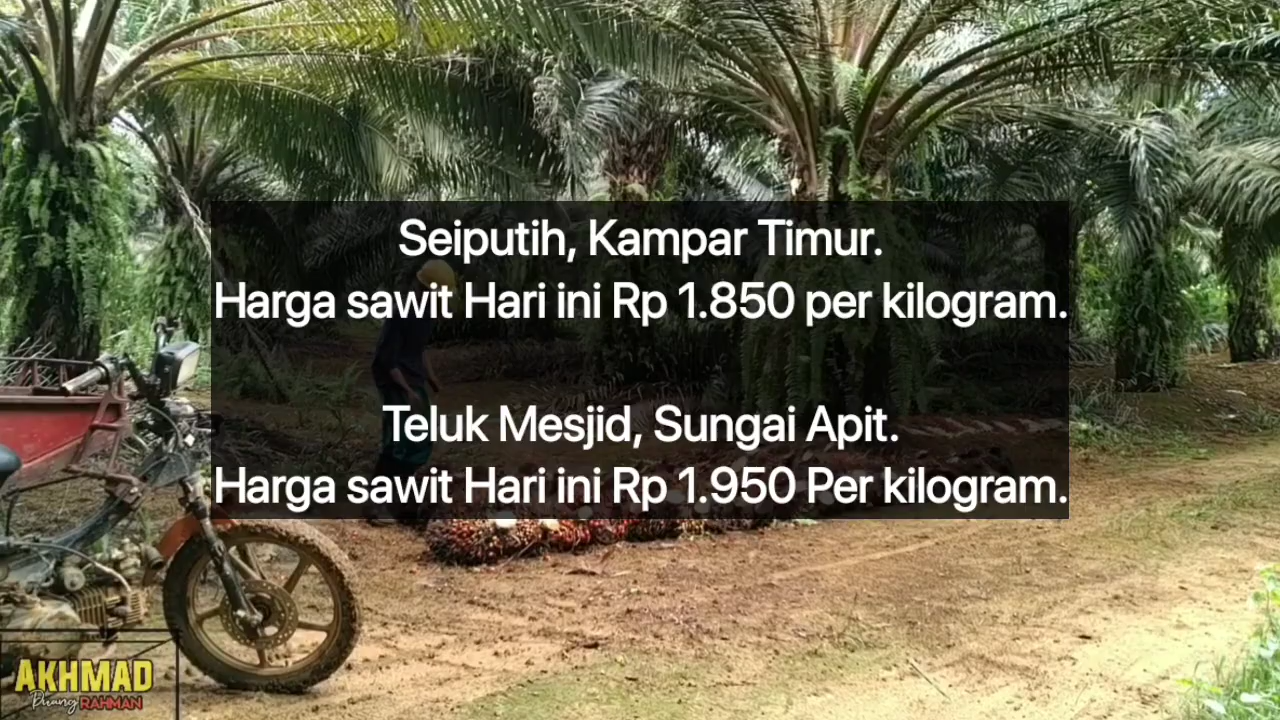 Seiputih, Kampar Timur.
Harga sawit Hari ini Rp 1.850 per kilogram.
Teluk Mesjid, Sungai Apit.
Harga sawit Hari ini Rp 1.950 Per kilogram.
AKHMAD
Puang RAHMAN